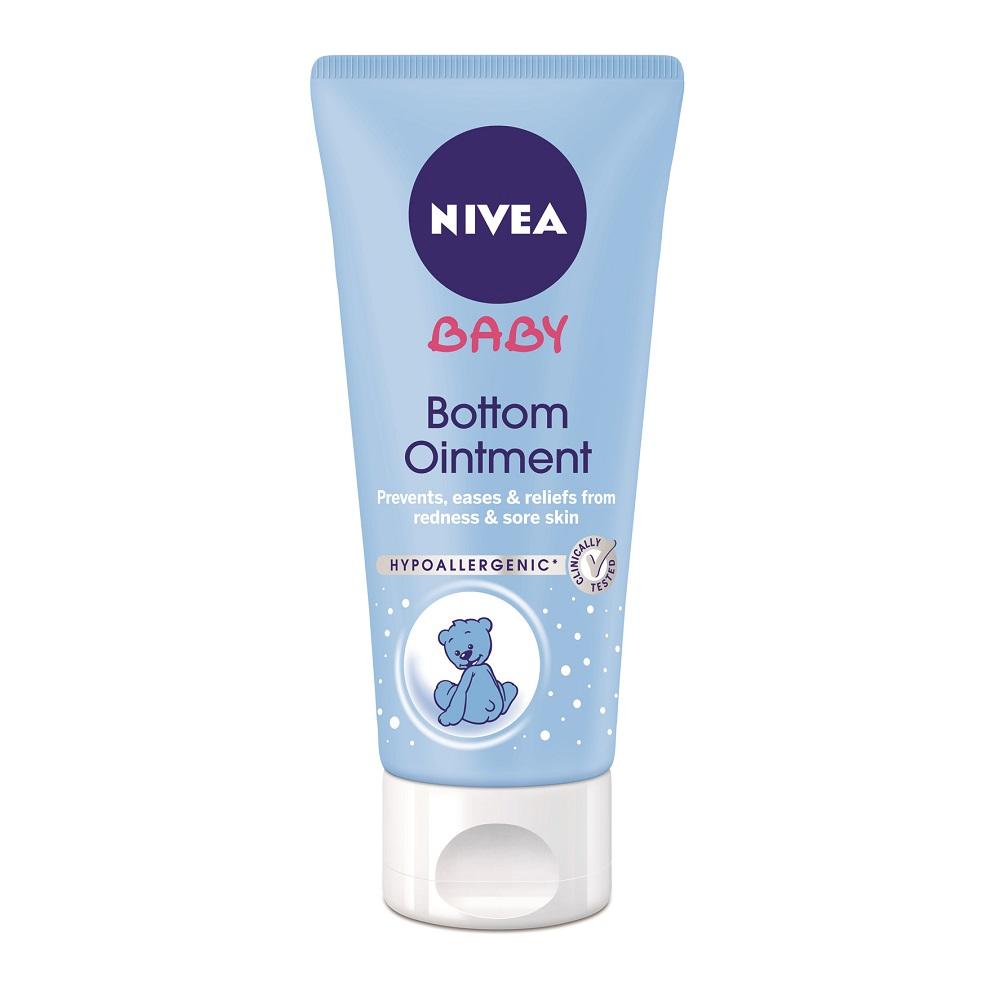 NIVEA
BABY
Bottom
Ointment
Prevents, eases & reliefs from
redness & sore skin
HYPOALLERGENIC*
CLINICALLY
TESTED